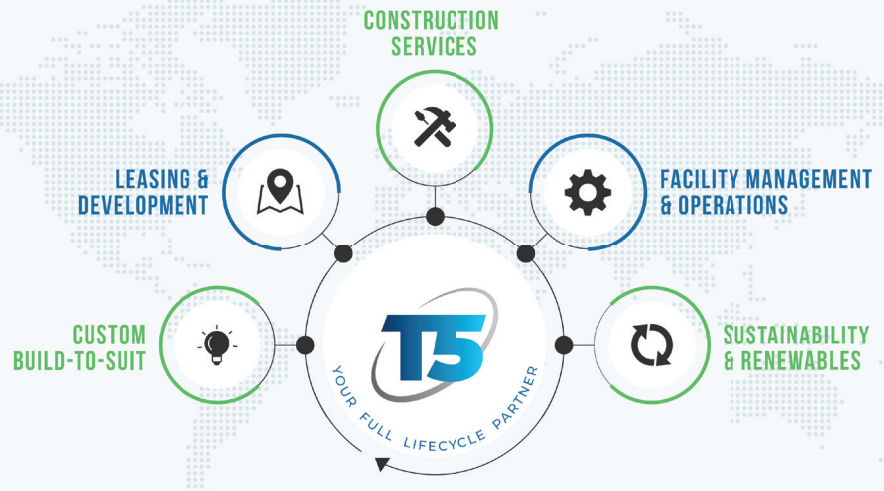 CONSTRUCTION
SERVICES
LEASING &
DEVELOPMENT
FACILITY MANAGEMENT
& OPERATIONS
CUSTOM
BUILD-TO-SUIT
T5
YOUR FULL LIFECYCLE PARTNER
SUSTAINABILITY
& RENEWABLES